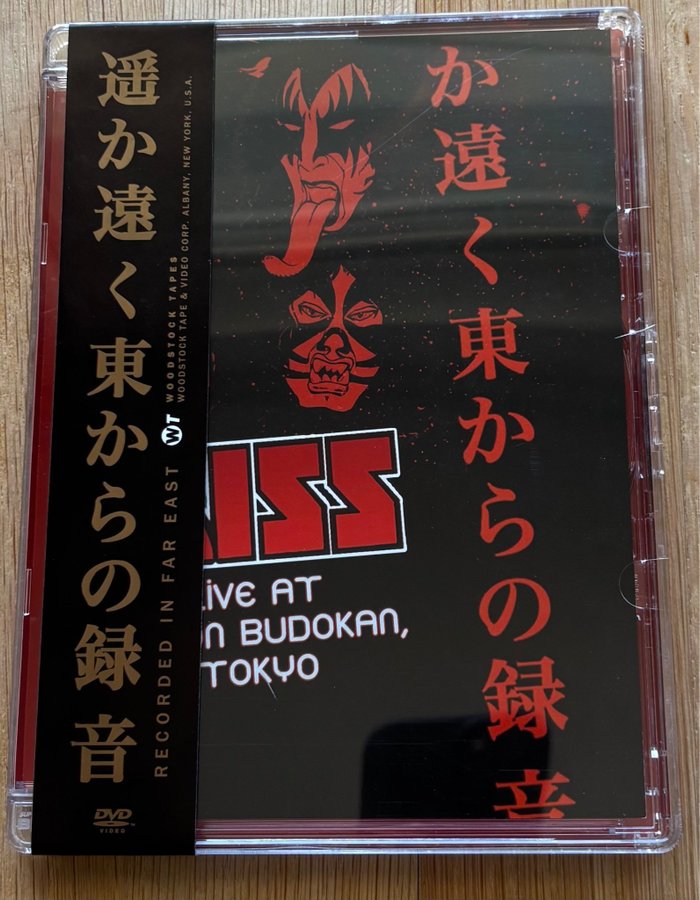 遥か遠く東からの録音
RECORDED IN FAR EAST
WT WOODSTOCK TAPES
WOODSTOCK TAPE & VIDEO CORP. ALBANY, NEW YORK, U.S.A.
DVD
VIDEO
ISS
LIVE AT
N BUDOKAN,
TOKYO
か遠く東からの録音